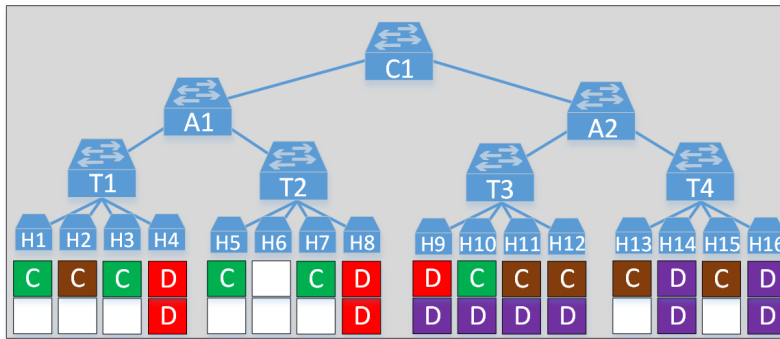 C1
A1 A2
T1 T2 T3 T4
H1 H2 H3 H4 H5 H6 H7 H8 H9 H10 H11 H12 H13 H14 H15 H16
C C C D C C D D C C C C D C D
D D D D D D D D